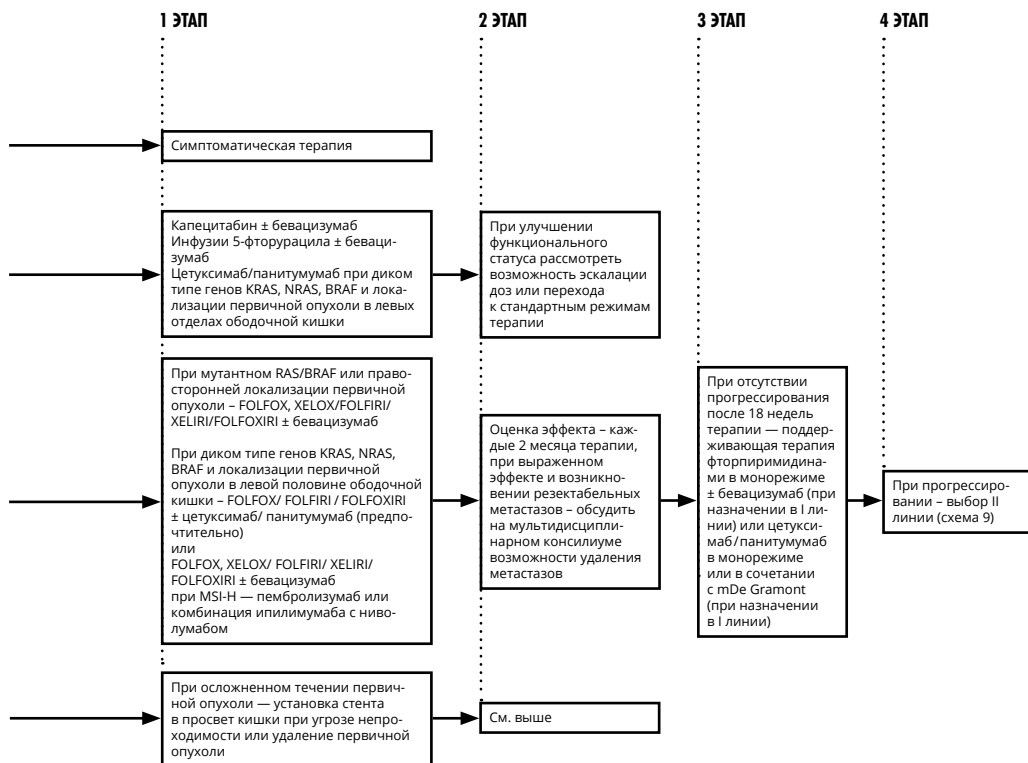 1 ЭТАП
2 ЭТАП
3 ЭТАП
4 ЭТАП
Симптоматическая терапия
Капецитабин ± бевацизумаб
Инфузии 5-фторурацила ± беваци-
зумаб
Цетуксимаб/панитумумаб при диком
типе генов KRAS, NRAS, BRAF и лока-
лизации первичной опухоли в левых
отделах ободочной кишки
При улучшении
функционального
статуса рассмотреть
возможность эскалации
доз или перехода
к стандартным режимам
терапии
При мутантном RAS/BRAF или право-
сторонней локализации первичной
опухоли – FOLFOX, XELOX/FOLFIRI/
XELIRI/FOLFOXIRI ± бевацизумаб
При диком типе генов KRAS, NRAS,
BRAF и локализации первичной
опухоли в левой половине ободочной
кишки – FOLFOX/ FOLFIRI / FOLFOXIRI
± цетуксимаб/ панитумумаб (предпо-
чтительно)
или
FOLFOX, XELOX/ FOLFIRI/ XELIRI/
FOLFOXIRI ± бевацизумаб
при MSI-H — пембролизумаб или
комбинация ипилимумаба с ниво-
лумабом
Оценка эффекта – каж-
дые 2 месяца терапии,
при выраженном
эффекте и возникно-
вении резектабельных
метастазов – обсудить
на мультидисципли-
нарном консилиуме
возможности удаления
метастазов
При отсутствии
прогрессирования
после 18 недель
терапии — поддер-
живающая терапия
фторпиримидина-
ми в монорежиме
± бевацизумаб (при
назначении в I ли-
нии) или цетукси-
маб/панитумумаб
в монорежиме
или в сочетании
с mDe Gramont
(при назначении
в I линии)
При прогрессиро-
вании – выбор II
линии (схема 9)
При осложненном течении первич-
ной опухоли — установка стента
в просвет кишки при угрозе непро-
ходимости или удаление первичной
опухоли
См. выше